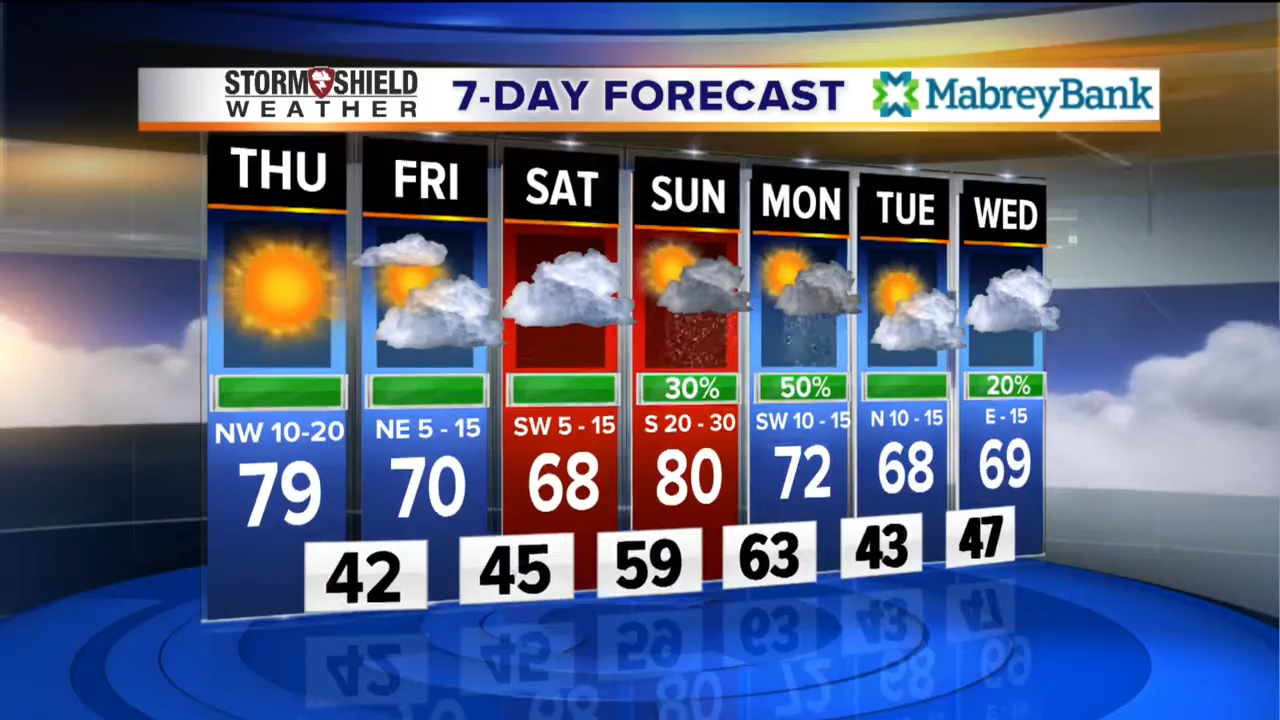 STORM SHIELD
WEATHER
7-DAY FORECAST
MabreyBank
THU
FRI
SAT
SUN
MON
TUE
WED
30%
50%
20%
NW 10-20
NE 5 - 15
SW 5 - 15
S 20 - 30
SW 10 - 15
N 10 - 15
E - 15
79
70
68
80
72
68
69
42
45
59
63
43
47